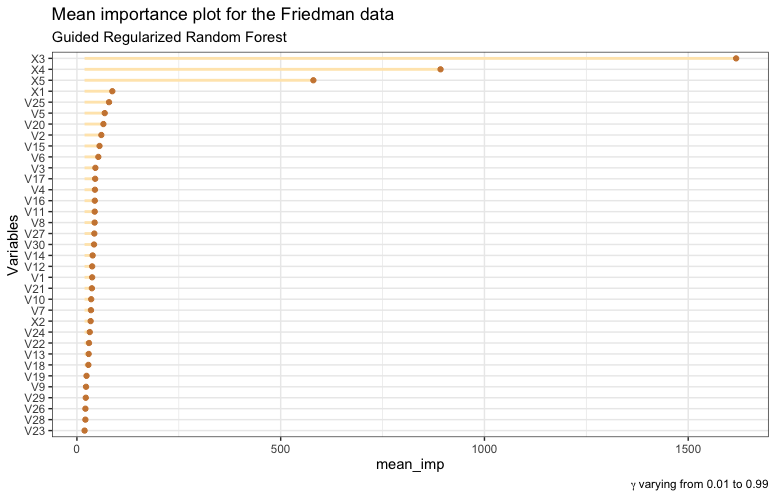 Mean importance plot for the Friedman data
Guided Regularized Random Forest
Variables
X3
X4
X5
X1
V25
V5
V20
V2
V15
V6
V3
V17
V4
V16
V11
V8
V27
V30
V14
V12
V1
V21
V10
V7
X2
V24
V22
V13
V18
V19
V9
V29
V26
V28
V23
0 500 1000 1500
mean_imp
γ varying from 0.01 to 0.99